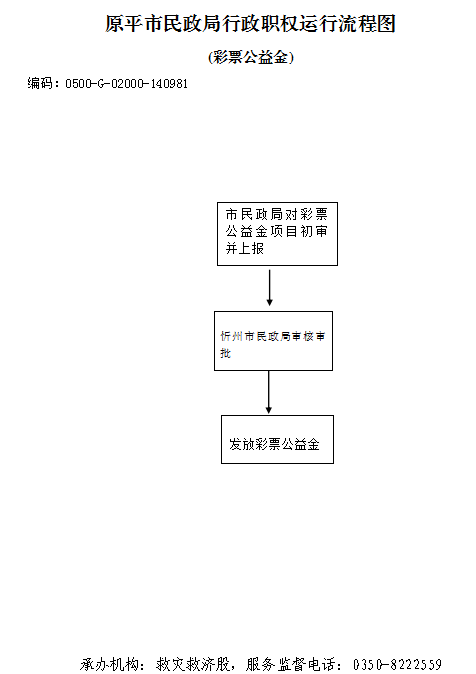 原平市民政局行政职权运行流程图
(彩票公益金)
编码：0500-G-02000-140981
市民政局对彩票
公益金项目初审
并上报
忻州市民政局审核审
批
发放彩票公益金
承办机构：救灾救济股，服务监督电话：0350-8222559